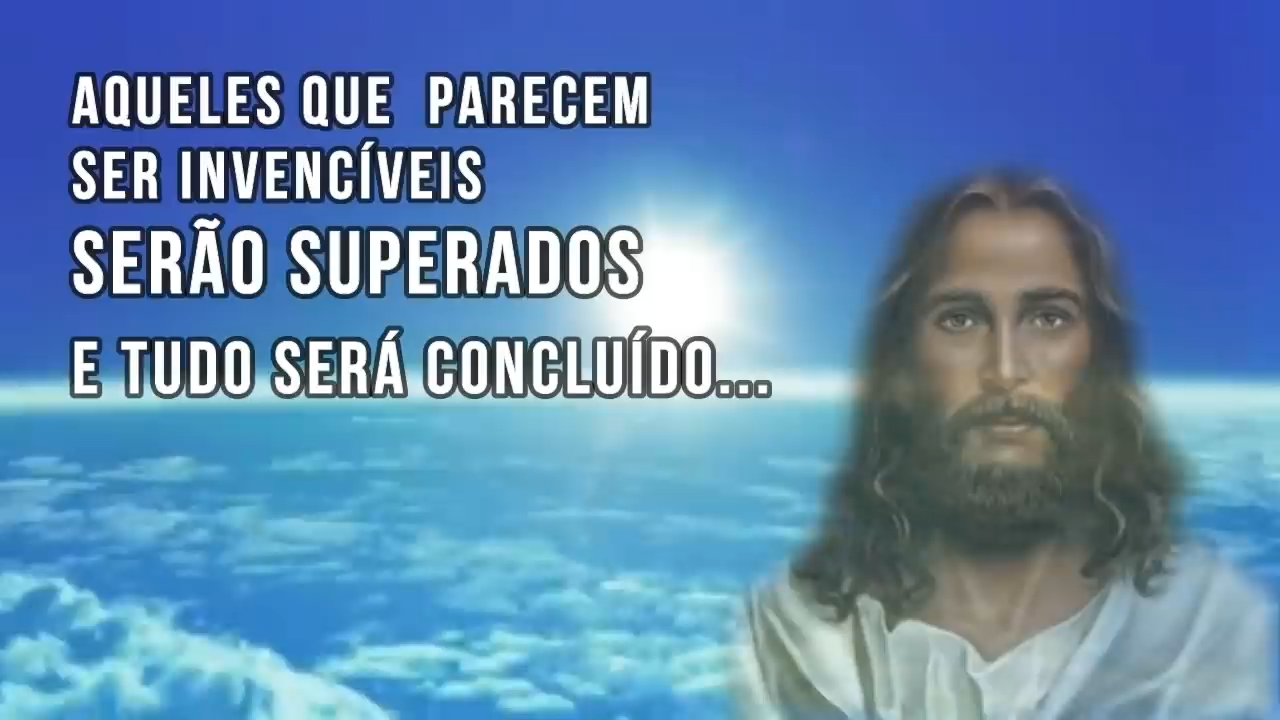 AQUELES QUE PARECEM
SER INVENCÍVEIS
SERÃO SUPERADOS
E TUDO SERÁ CONCLUÍDO...